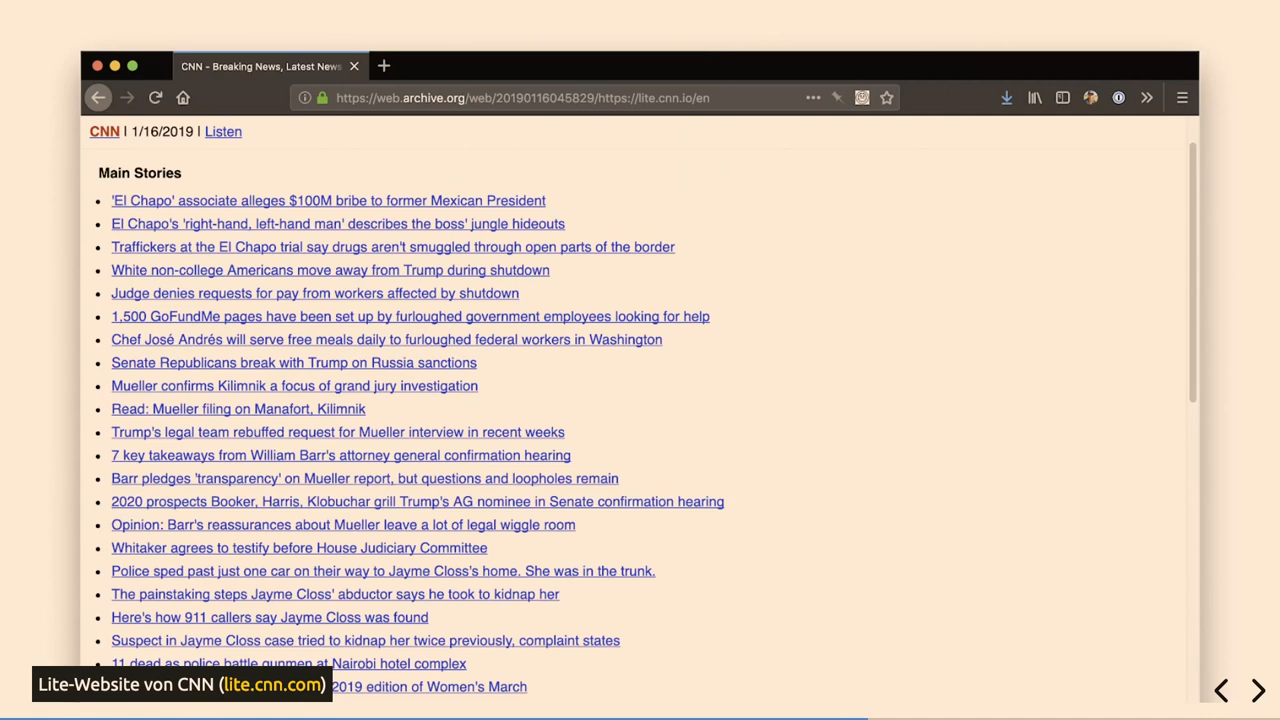 CNN - Breaking News, Latest News
https://web.archive.org/web/20190116045829/https://lite.cnn.io/en
CNN | 1/16/2019 | Listen
Main Stories
'El Chapo' associate alleges $100M bribe to former Mexican President
El Chapo's 'right-hand, left-hand man' describes the boss' jungle hideouts
Traffickers at the El Chapo trial say drugs aren't smuggled through open parts of the border
White non-college Americans move away from Trump during shutdown
Judge denies requests for pay from workers affected by shutdown
1,500 GoFundMe pages have been set up by furloughed government employees looking for help
Chef José Andrés will serve free meals daily to furloughed federal workers in Washington
Senate Republicans break with Trump on Russia sanctions
Mueller confirms Kilimnik a focus of grand jury investigation
Read: Mueller filing on Manafort, Kilimnik
Trump's legal team rebuffed request for Mueller interview in recent weeks
7 key takeaways from William Barr's attorney general confirmation hearing
Barr pledges 'transparency' on Mueller report, but questions and loopholes remain
2020 prospects Booker, Harris, Klobuchar grill Trump's AG nominee in Senate confirmation hearing
Opinion: Barr's reassurances about Mueller leave a lot of legal wiggle room
Whitaker agrees to testify before House Judiciary Committee
Police sped past just one car on their way to Jayme Closs's home. She was in the trunk.
The painstaking steps Jayme Closs' abductor says he took to kidnap her
Here's how 911 callers say Jayme Closs was found
Suspect in Jayme Closs case tried to kidnap her twice previously, complaint states
11 dead as police battle gunmen at Nairobi hotel complex
2019 edition of Women's March
Lite-Website von CNN (lite.cnn.com)